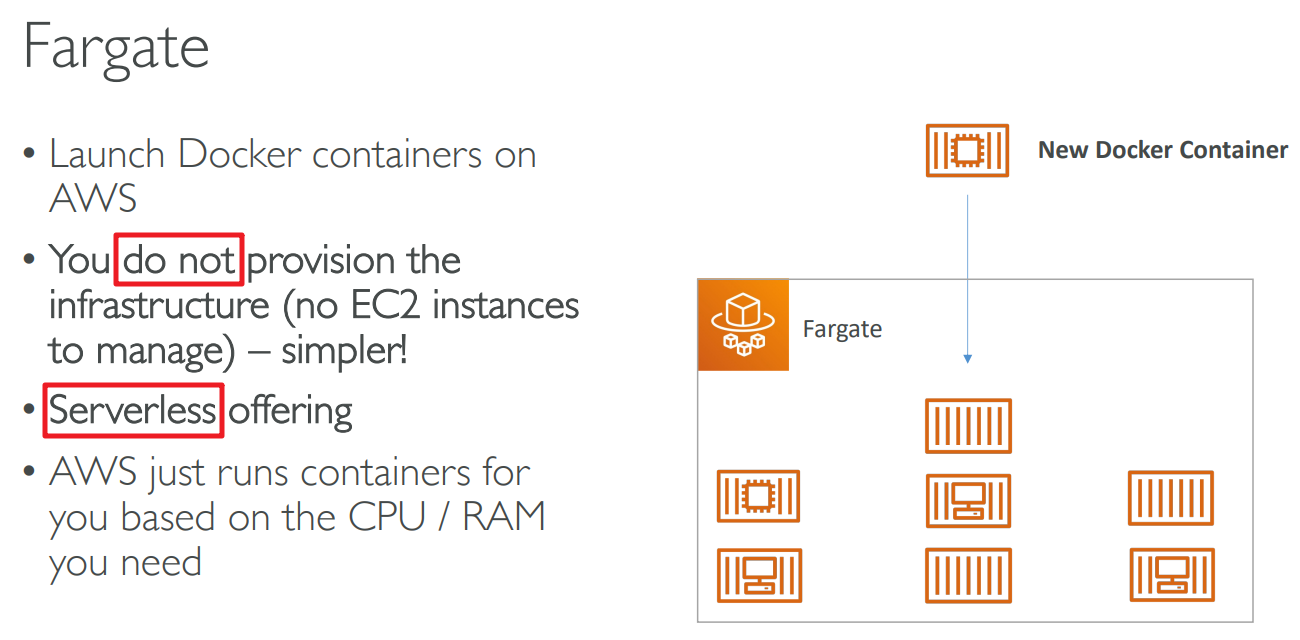 Fargate
• Launch Docker containers on
AWS
• You do not provision the
infrastructure (no EC2 instances
to manage) – simpler!
• Serverless offering
• AWS just runs containers for
you based on the CPU / RAM
you need
New Docker Container
Fargate